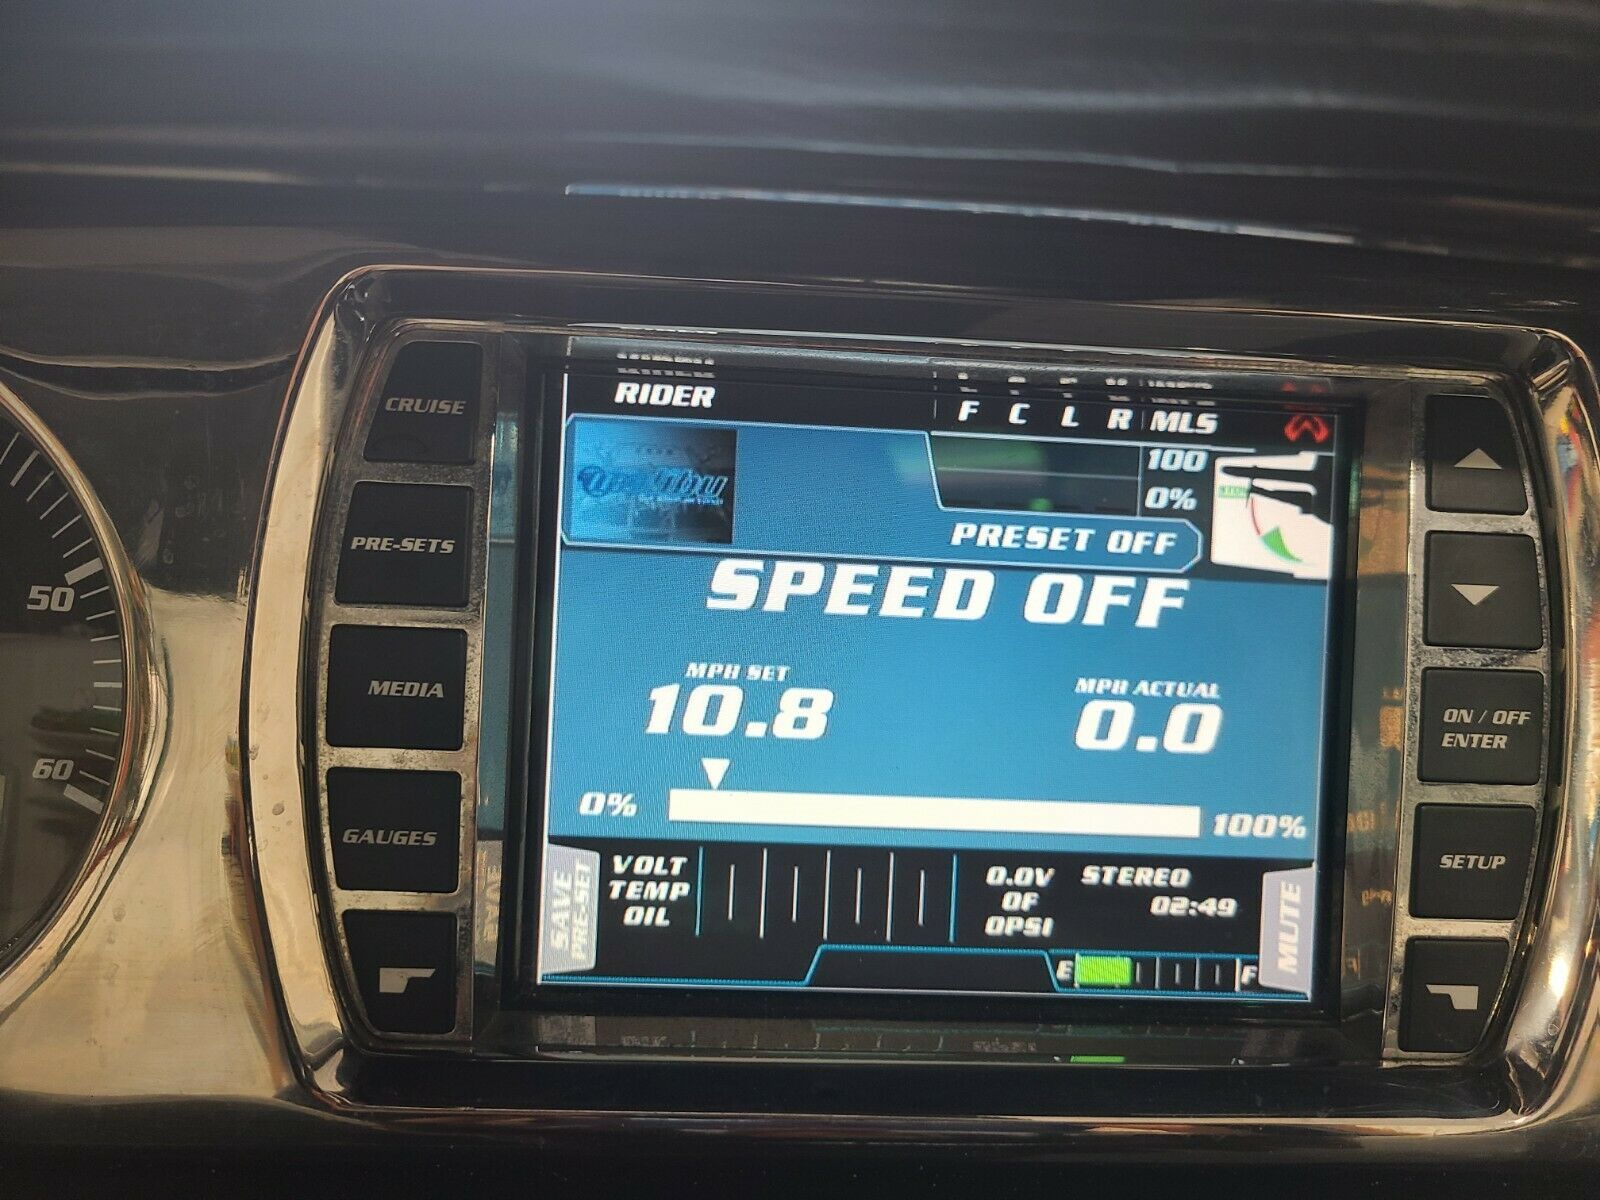 CRUISE
PRE-SETS
MEDIA
GAUGES
50
60
RIDER
F C L R MLS
100
0%
PRESET OFF
SPEED OFF
MPH SET
10.8
MPH ACTUAL
0.0
0%
100%
SAVE
PRE-SET
VOLT
TEMP
OIL
0.0V
0F
0PSI
STEREO
02:49
MUTE
E F
ON / OFF
ENTER
SETUP